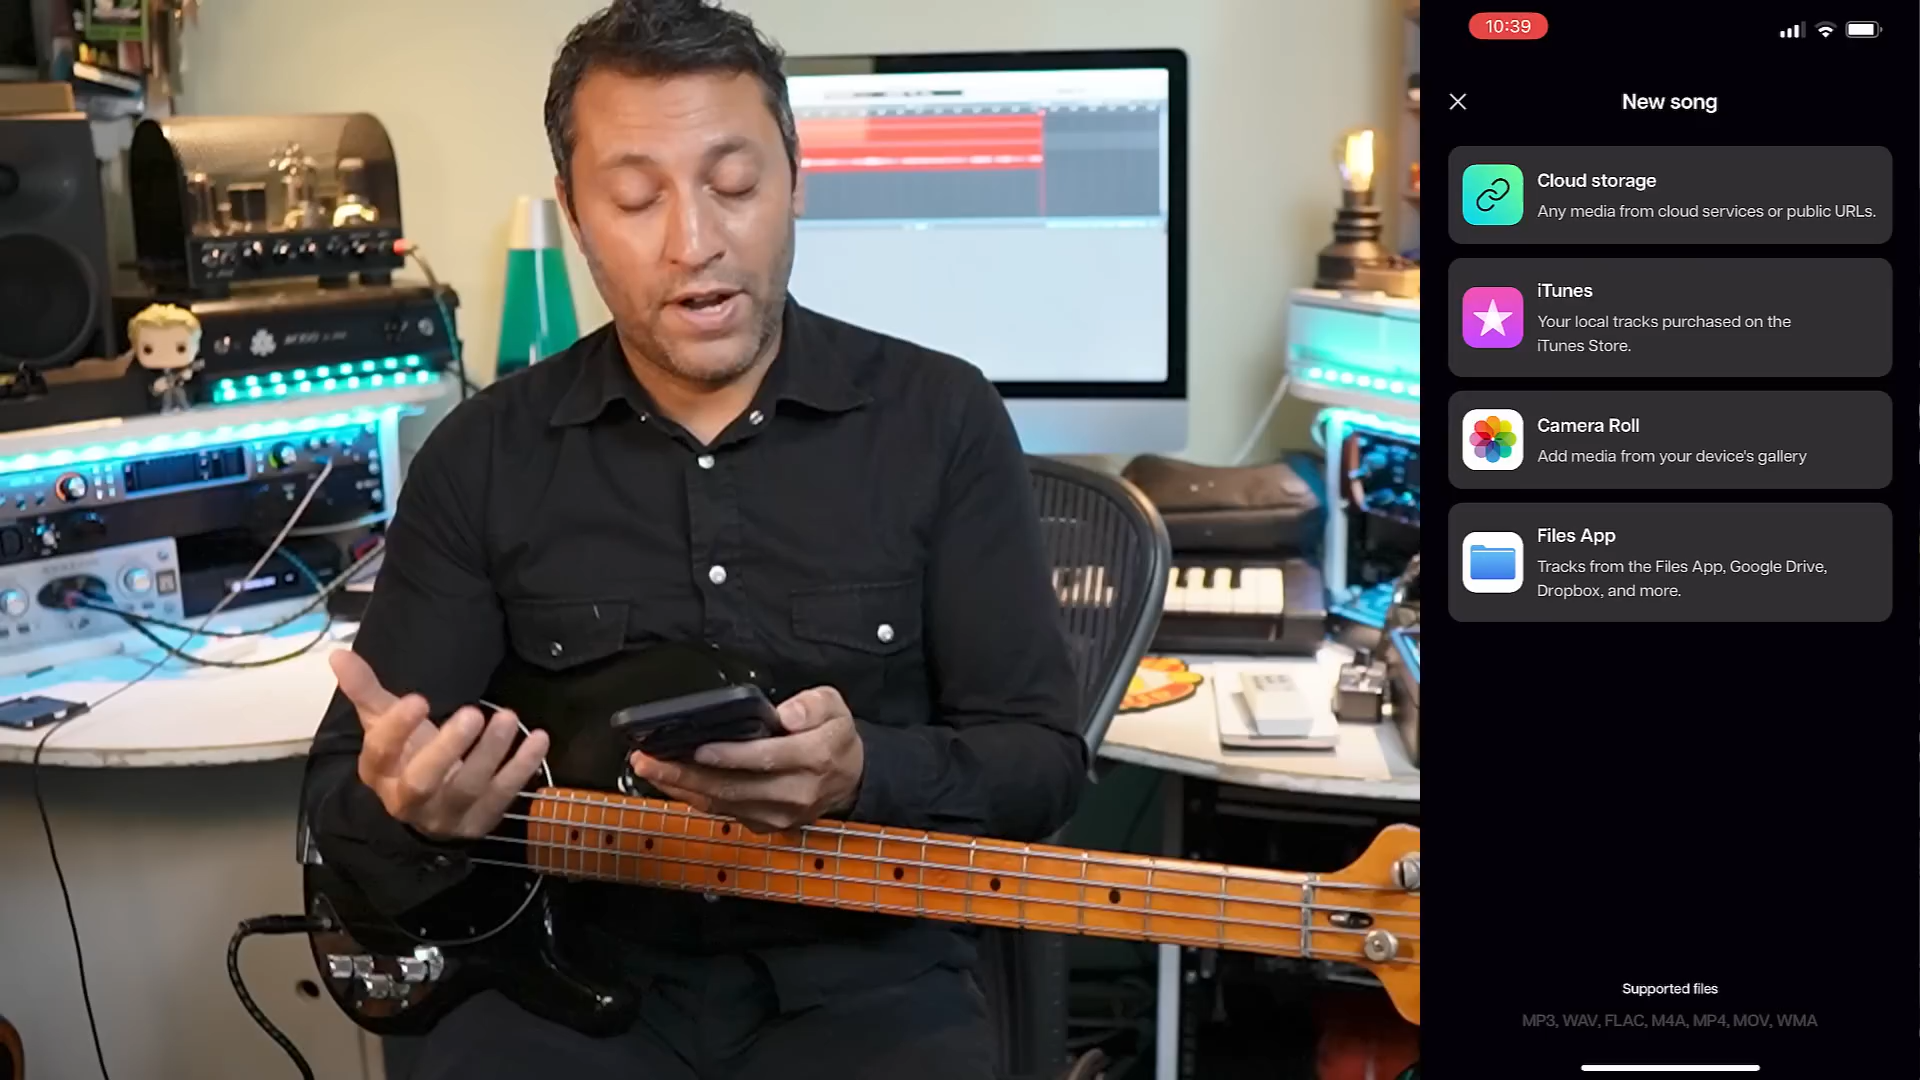 10:39
New song
Cloud storage
Any media from cloud services or public URLs.
iTunes
Your local tracks purchased on the
iTunes Store.
Camera Roll
Add media from your device's gallery
Files App
Tracks from the Files App, Google Drive,
Dropbox, and more.
Supported files
MP3, WAV, FLAC, M4A, MP4, MOV, WMA